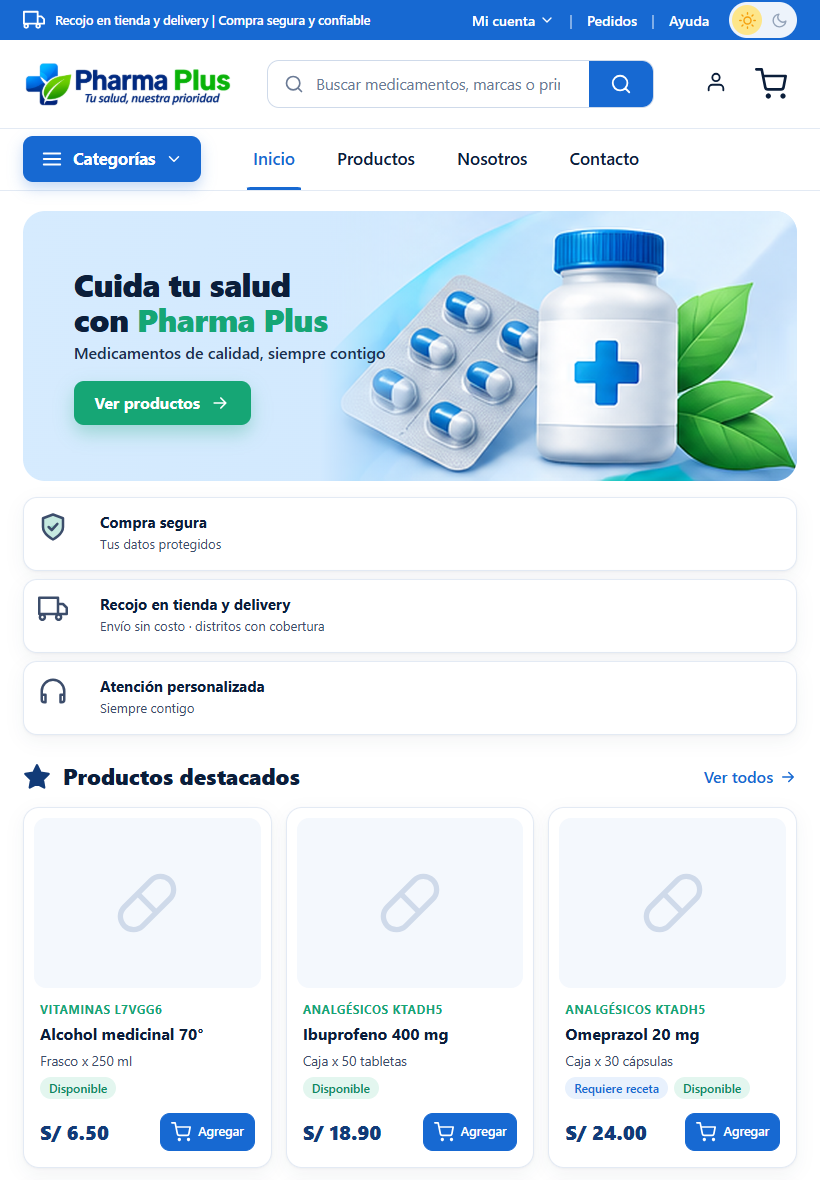 Recojo en tienda y delivery | Compra segura y confiable
Mi cuenta | Pedidos | Ayuda
Pharma Plus
Tu salud, nuestra prioridad
Buscar medicamentos, marcas o prin
Categorías
Inicio
Productos
Nosotros
Contacto
Cuida tu salud
con Pharma Plus
Medicamentos de calidad, siempre contigo
Ver productos
Compra segura
Tus datos protegidos
Recojo en tienda y delivery
Envío sin costo · distritos con cobertura
Atención personalizada
Siempre contigo
Productos destacados
Ver todos
VITAMINAS L7VGG6
Alcohol medicinal 70°
Frasco x 250 ml
Disponible
S/ 6.50
Agregar
ANALGÉSICOS KTADH5
Ibuprofeno 400 mg
Caja x 50 tabletas
Disponible
S/ 18.90
Agregar
ANALGÉSICOS KTADH5
Omeprazol 20 mg
Caja x 30 cápsulas
Requiere receta
Disponible
S/ 24.00
Agregar